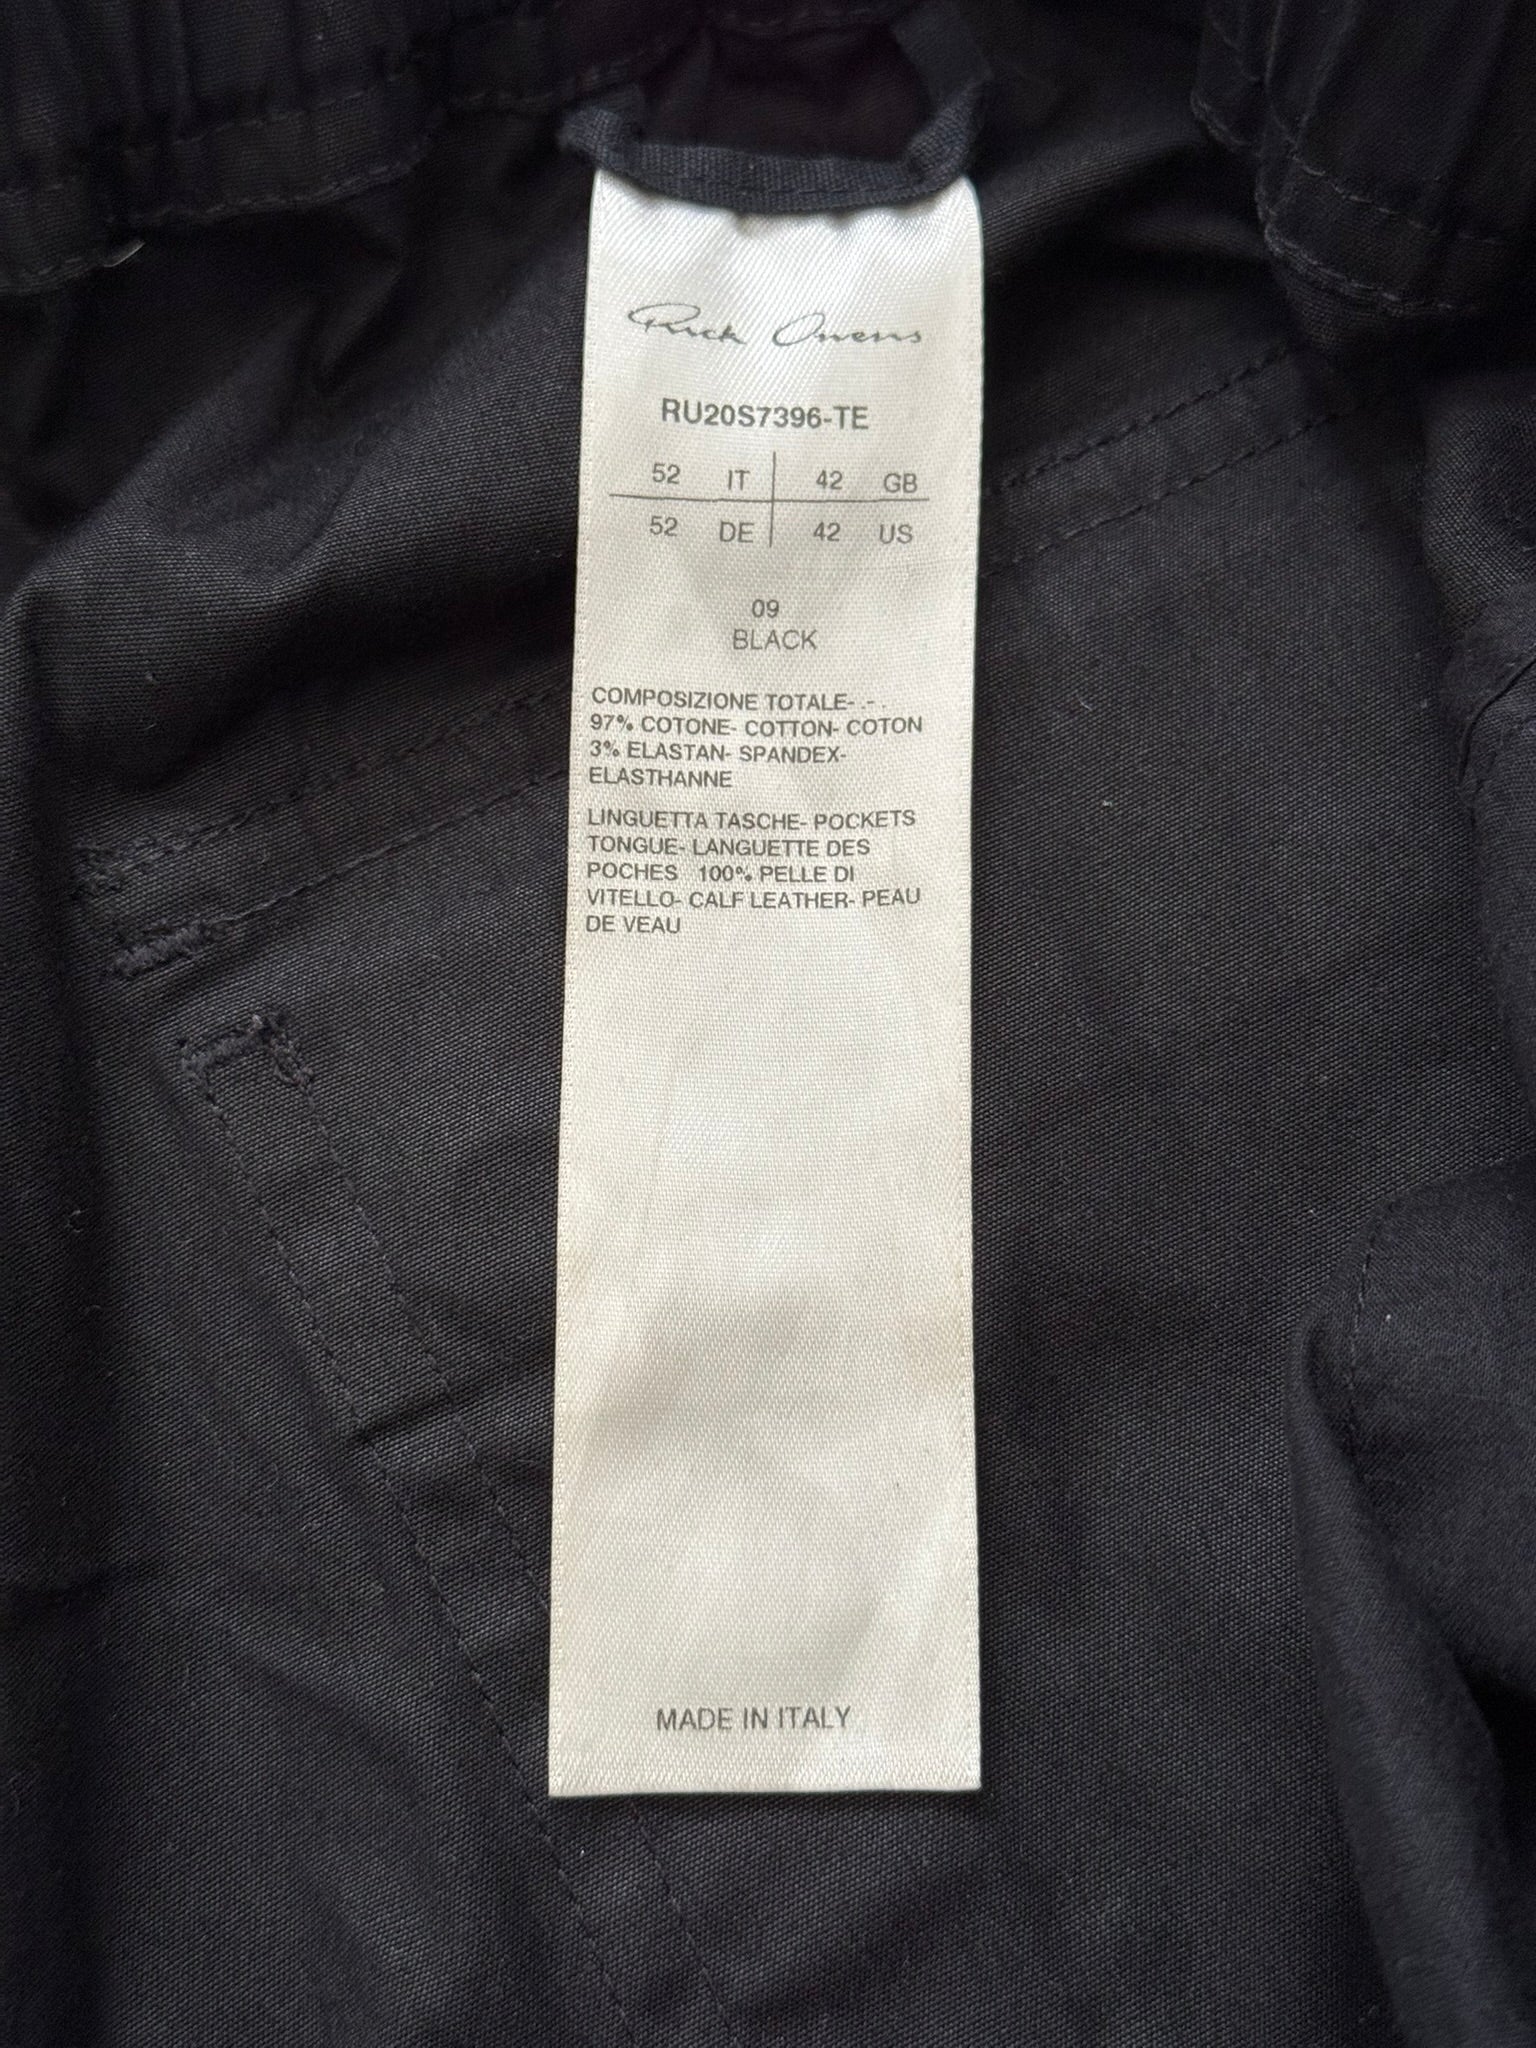 Rick Owens
RU20S7396-TE
52 IT 42 GB
52 DE 42 US
09
BLACK
COMPOSIZIONE TOTALE- .- .
97% COTONE- COTTON- COTON
3% ELASTAN- SPANDEX-
ELASTHANNE
LINGUETTA TASCHE- POCKETS
TONGUE- LANGUETTE DES
POCHES 100% PELLE DI
VITELLO- CALF LEATHER- PEAU
DE VEAU
MADE IN ITALY